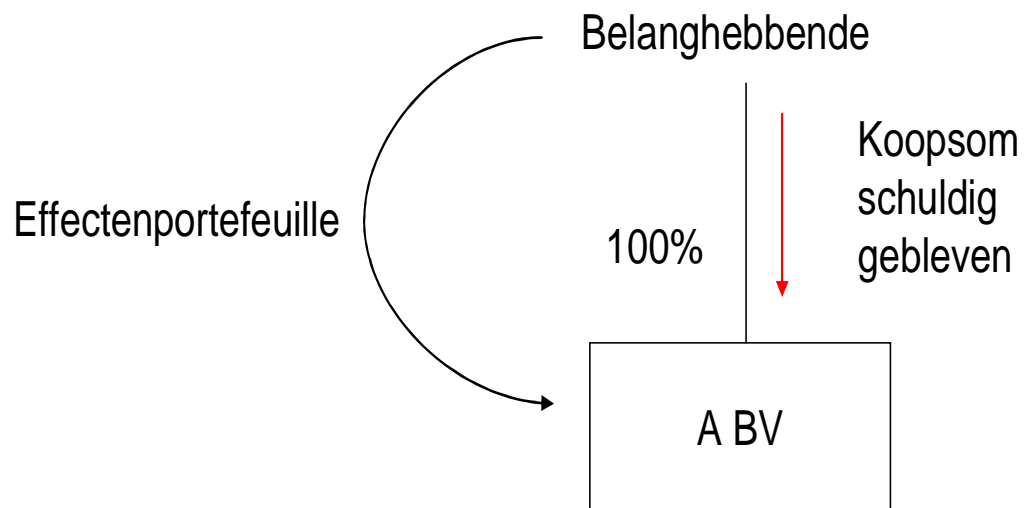 Belanghebbende
Koopsom
schuldig
gebleven
Effectenportefeuille
100%
A BV